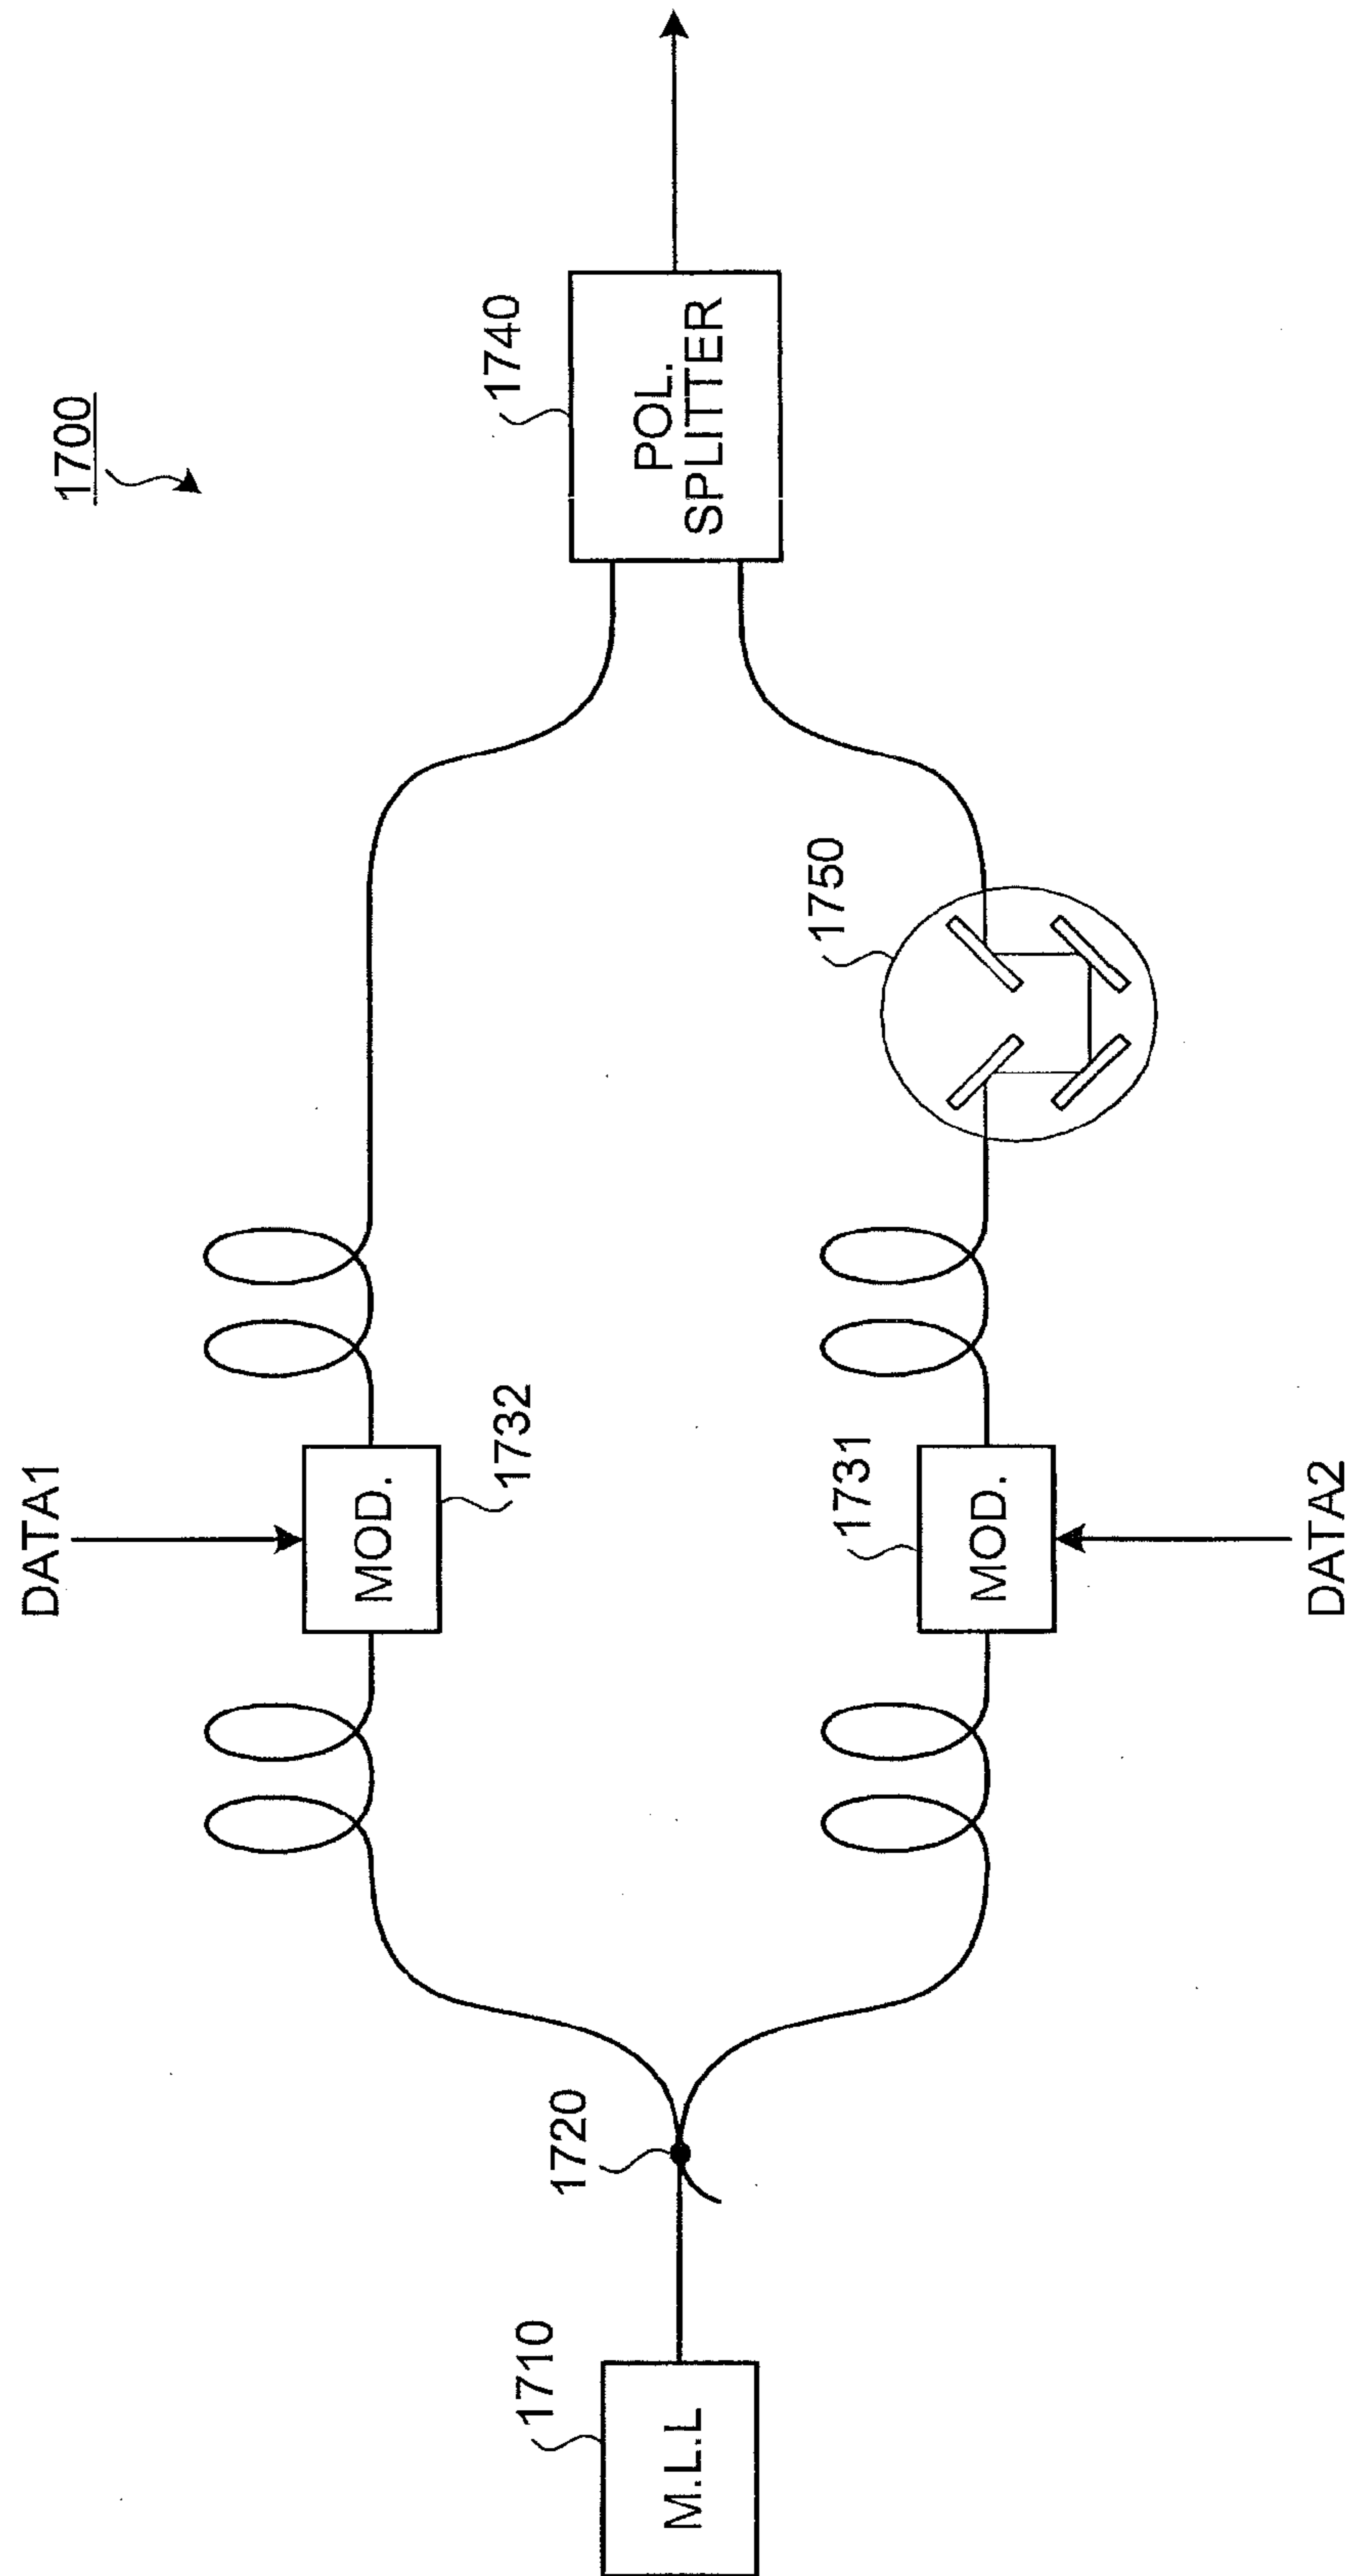 1700
DATA1
1732
MOD.
1710
M.L.L
1720
1740
POL.
SPLITTER
1750
1731
MOD.
DATA2